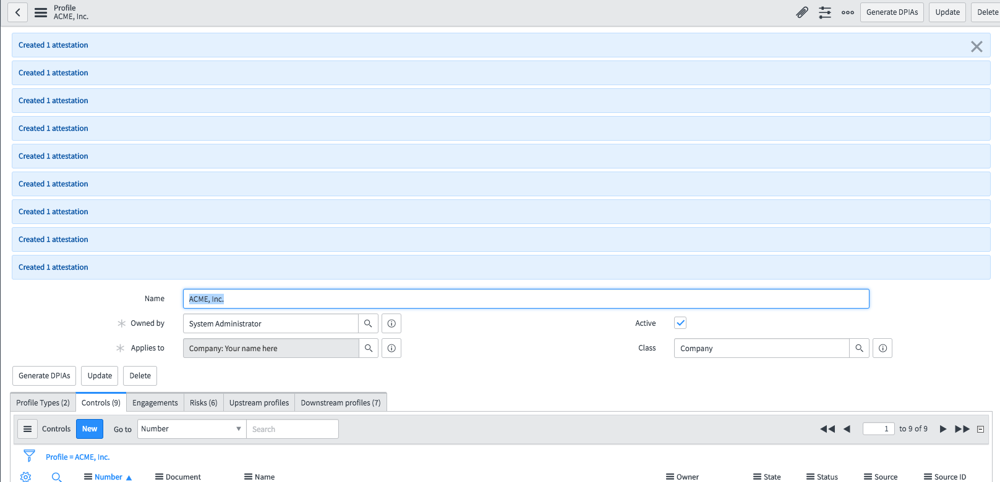 Profile
ACME, Inc.
Generate DPIAs Update Delete
Created 1 attestation
Created 1 attestation
Created 1 attestation
Created 1 attestation
Created 1 attestation
Created 1 attestation
Created 1 attestation
Created 1 attestation
Created 1 attestation
Name ACME, Inc.
Owned by System Administrator Active
Applies to Company: Your name here Class Company
Generate DPIAs Update Delete
Profile Types (2) Controls (9) Engagements Risks (6) Upstream profiles Downstream profiles (7)
Controls New Go to Number Search 1 to 9 of 9
Profile = ACME, Inc.
Number Document Name Owner State Status Source Source ID